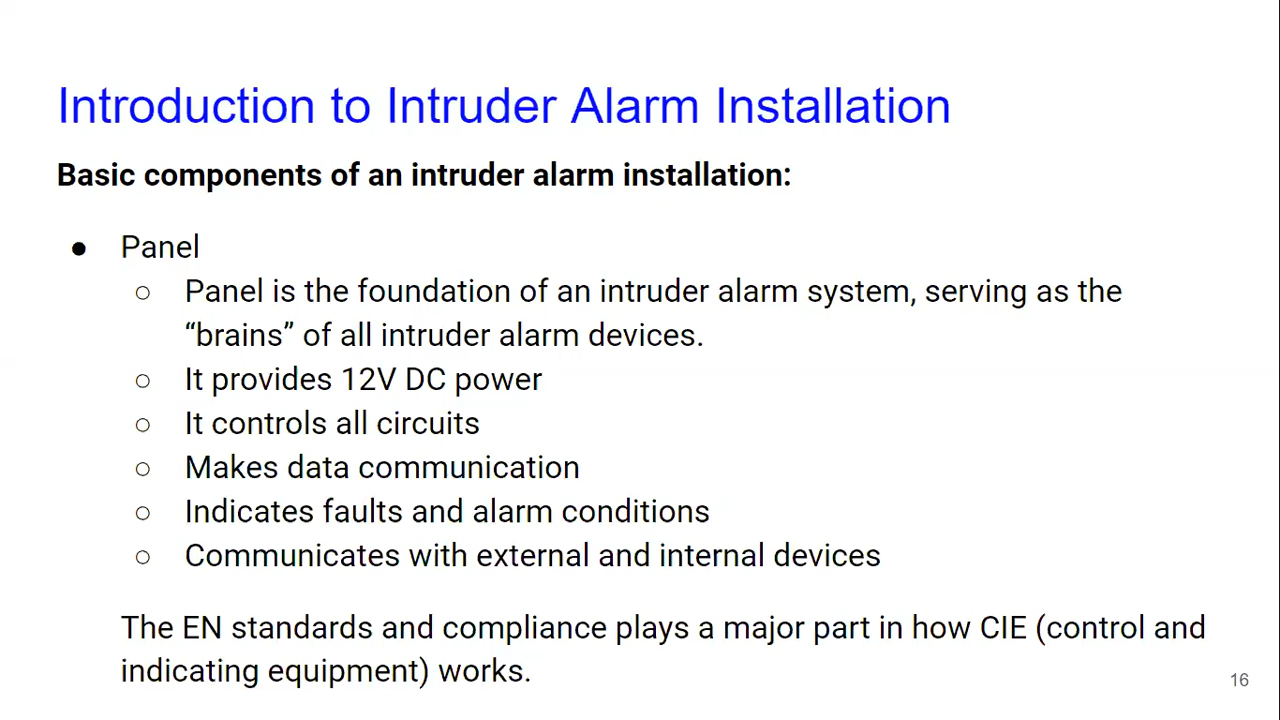 Introduction to Intruder Alarm Installation
Basic components of an intruder alarm installation:
● Panel
○ Panel is the foundation of an intruder alarm system, serving as the
“brains” of all intruder alarm devices.
○ It provides 12V DC power
○ It controls all circuits
○ Makes data communication
○ Indicates faults and alarm conditions
○ Communicates with external and internal devices
The EN standards and compliance plays a major part in how CIE (control and
indicating equipment) works.
16